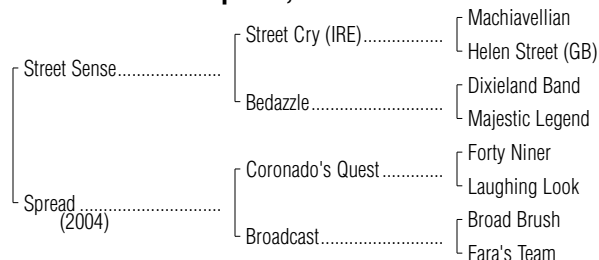 Machiavellian
Street Cry (IRE)..................
Helen Street (GB)
Street Sense.......................
Dixieland Band
Bedazzle.............................
Majestic Legend
Forty Niner
Coronado's Quest .............
Laughing Look
Spread ...............................
(2004)
Broad Brush
Broadcast...........................
Fara's Team